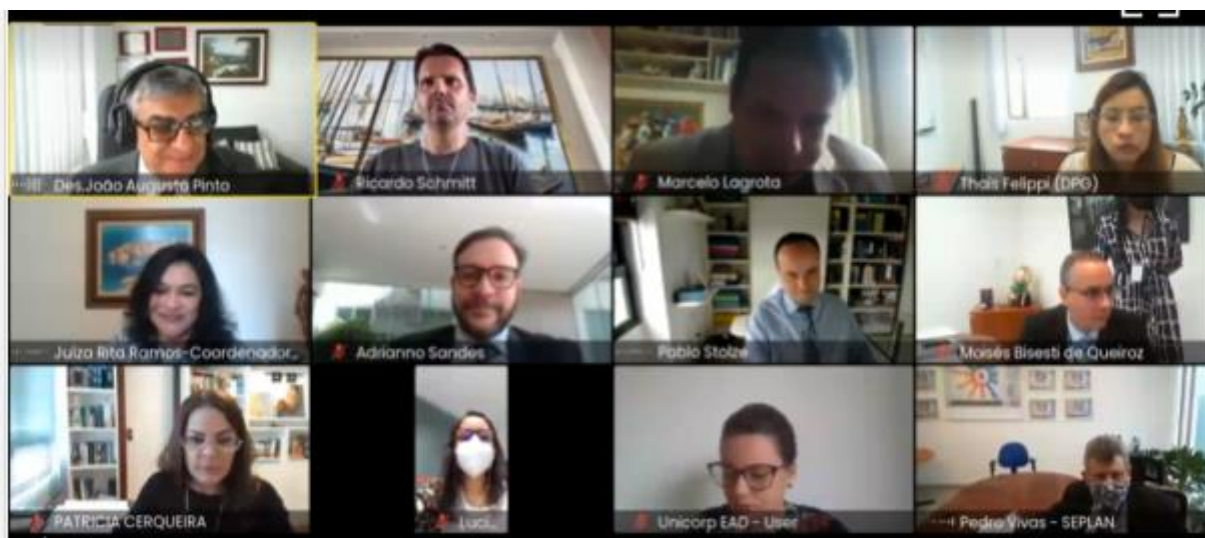 Des.João Augusto Pinto
Ricardo Schmitt
Marcelo Lagrota
Thais Felippi (DPG)
Juíza Rita Ramos-Coordenador...
Adrianno Sandes
Pablo Stolze
Moisés Bisesti de Queiroz
PATRICIA CERQUEIRA
Luci...
Unicorp EAD - User
Pedro Vivas - SEPLAN